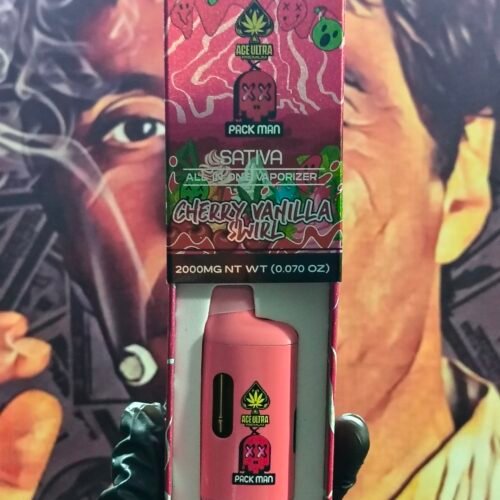 ACE ULTRA
PREMIUM
PACK MAN
SATIVA
ALL IN ONE VAPORIZER
CHERRY VANILLA
SWIRL
2000MG NT WT (0.070 OZ)
ACE ULTRA
PREMIUM
PACK MAN